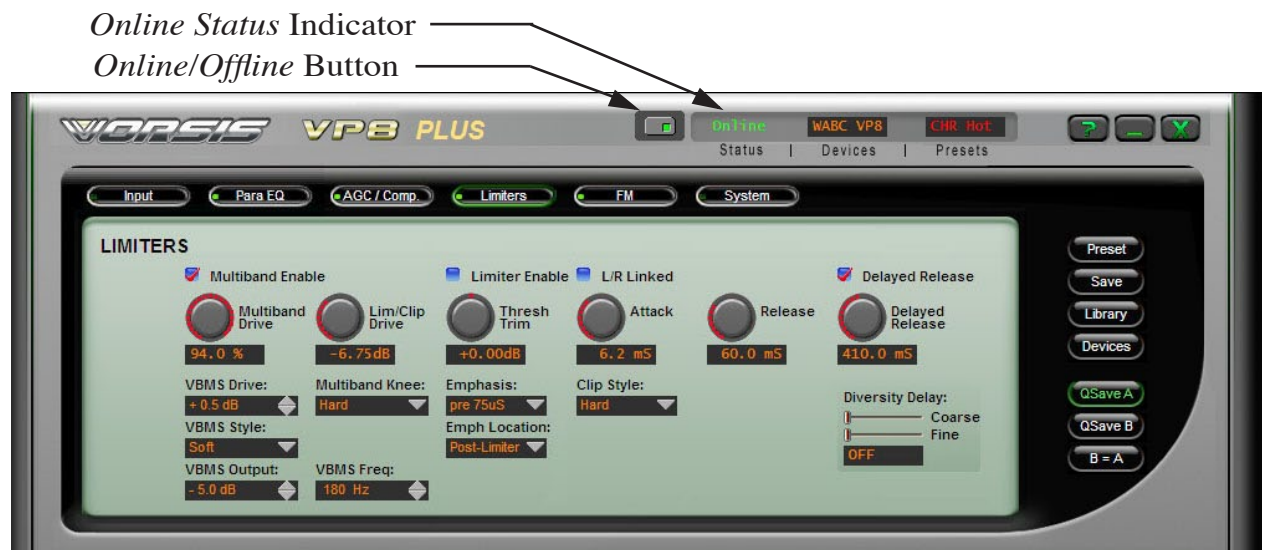 Online Status Indicator
Online/Offline Button
VORSIS VP8 PLUS
Online WABC VP8 CHR Hot
Status | Devices | Presets
? _ X
Input Para EQ AGC / Comp. Limiters FM System
LIMITERS
Multiband Enable Limiter Enable L/R Linked Delayed Release
Multiband Drive Lim/Clip Drive Thresh Trim Attack Release Delayed Release
94.0 % -6.75dB +0.00dB 6.2 mS 60.0 mS 410.0 mS
VBMS Drive: Multiband Knee: Emphasis: Clip Style:
+ 0.5 dB Hard pre 75uS Hard
VBMS Style: Emph Location:
Soft Post-Limiter
VBMS Output: VBMS Freq:
- 5.0 dB 180 Hz
Diversity Delay:
Coarse
Fine
OFF
Preset
Save
Library
Devices
QSave A
QSave B
B = A